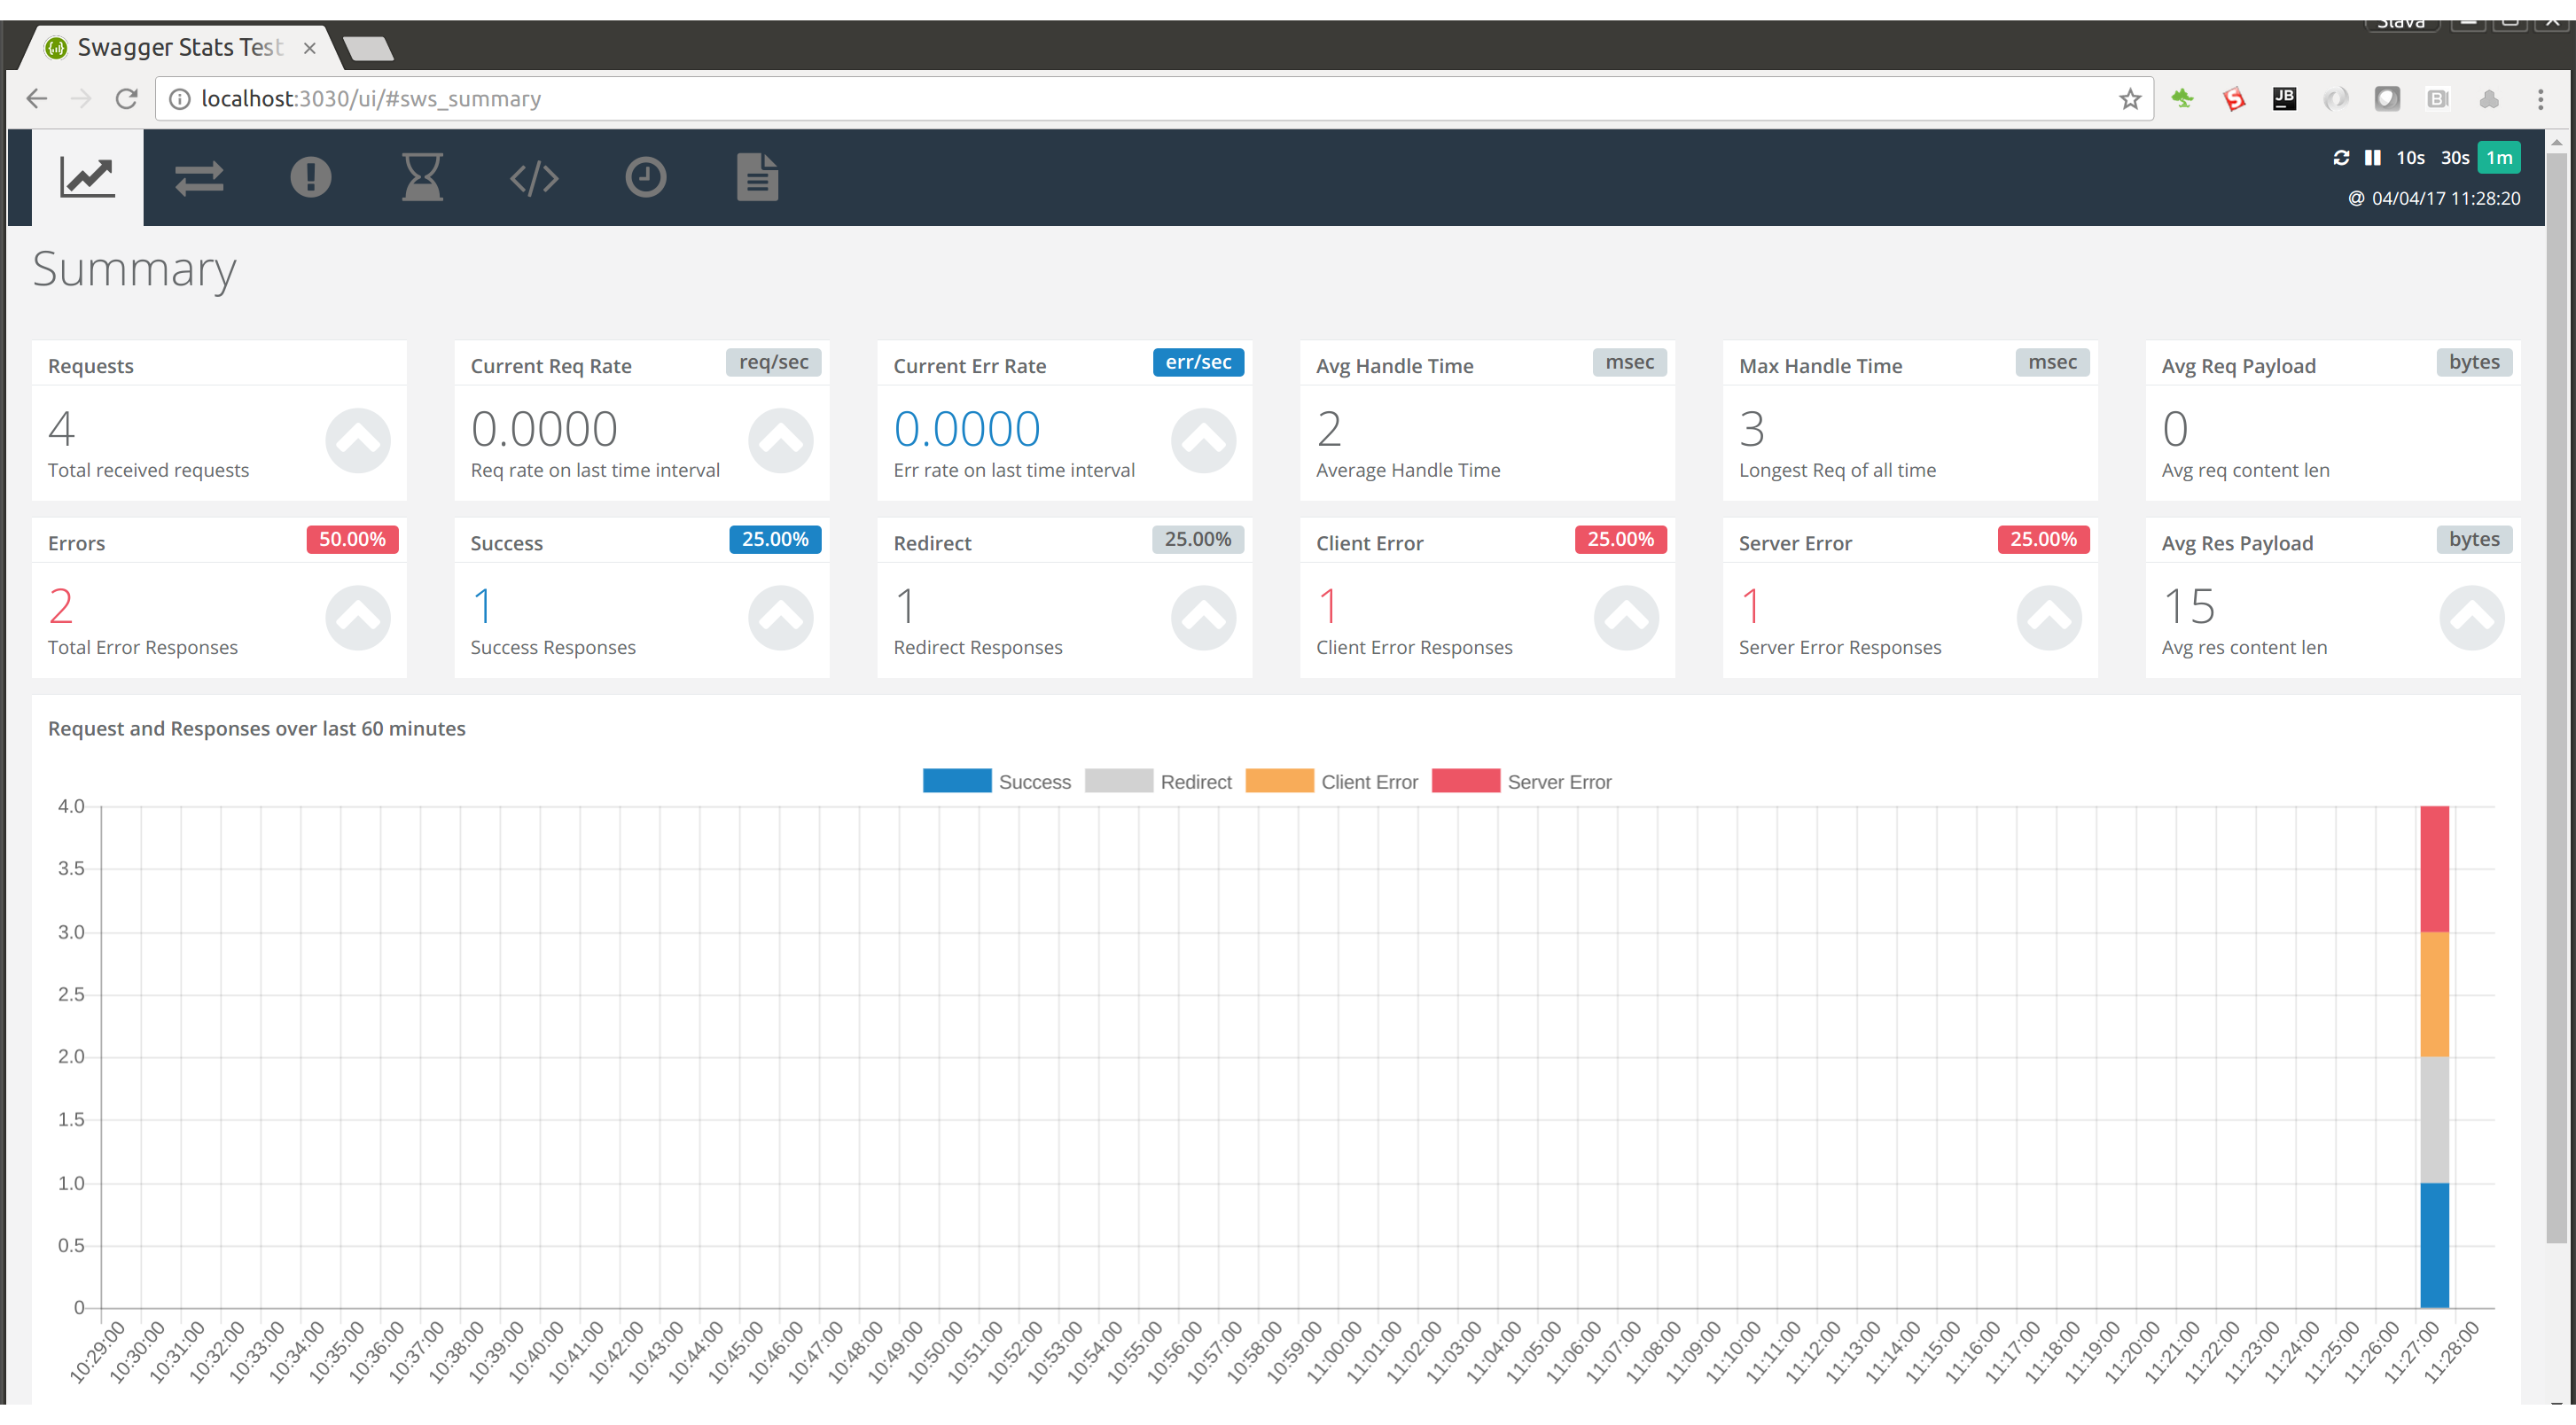 Slava
Swagger Stats Test
localhost:3030/ui/#sws_summary
10s 30s 1m
@ 04/04/17 11:28:20
Summary
Requests
4
Total received requests
Current Req Rate req/sec
0.0000
Req rate on last time interval
Current Err Rate err/sec
0.0000
Err rate on last time interval
Avg Handle Time msec
2
Average Handle Time
Max Handle Time msec
3
Longest Req of all time
Avg Req Payload bytes
0
Avg req content len
Errors 50.00%
2
Total Error Responses
Success 25.00%
1
Success Responses
Redirect 25.00%
1
Redirect Responses
Client Error 25.00%
1
Client Error Responses
Server Error 25.00%
1
Server Error Responses
Avg Res Payload bytes
15
Avg res content len
Request and Responses over last 60 minutes
Success Redirect Client Error Server Error
4.0
3.5
3.0
2.5
2.0
1.5
1.0
0.5
0
10:29:00 10:30:00 10:31:00 10:32:00 10:33:00 10:34:00 10:35:00 10:36:00 10:37:00 10:38:00 10:39:00 10:40:00 10:41:00 10:42:00 10:43:00 10:44:00 10:45:00 10:46:00 10:47:00 10:48:00 10:49:00 10:50:00 10:51:00 10:52:00 10:53:00 10:54:00 10:55:00 10:56:00 10:57:00 10:58:00 10:59:00 11:00:00 11:01:00 11:02:00 11:03:00 11:04:00 11:05:00 11:06:00 11:07:00 11:08:00 11:09:00 11:10:00 11:11:00 11:12:00 11:13:00 11:14:00 11:15:00 11:16:00 11:17:00 11:18:00 11:19:00 11:20:00 11:21:00 11:22:00 11:23:00 11:24:00 11:25:00 11:26:00 11:27:00 11:28:00